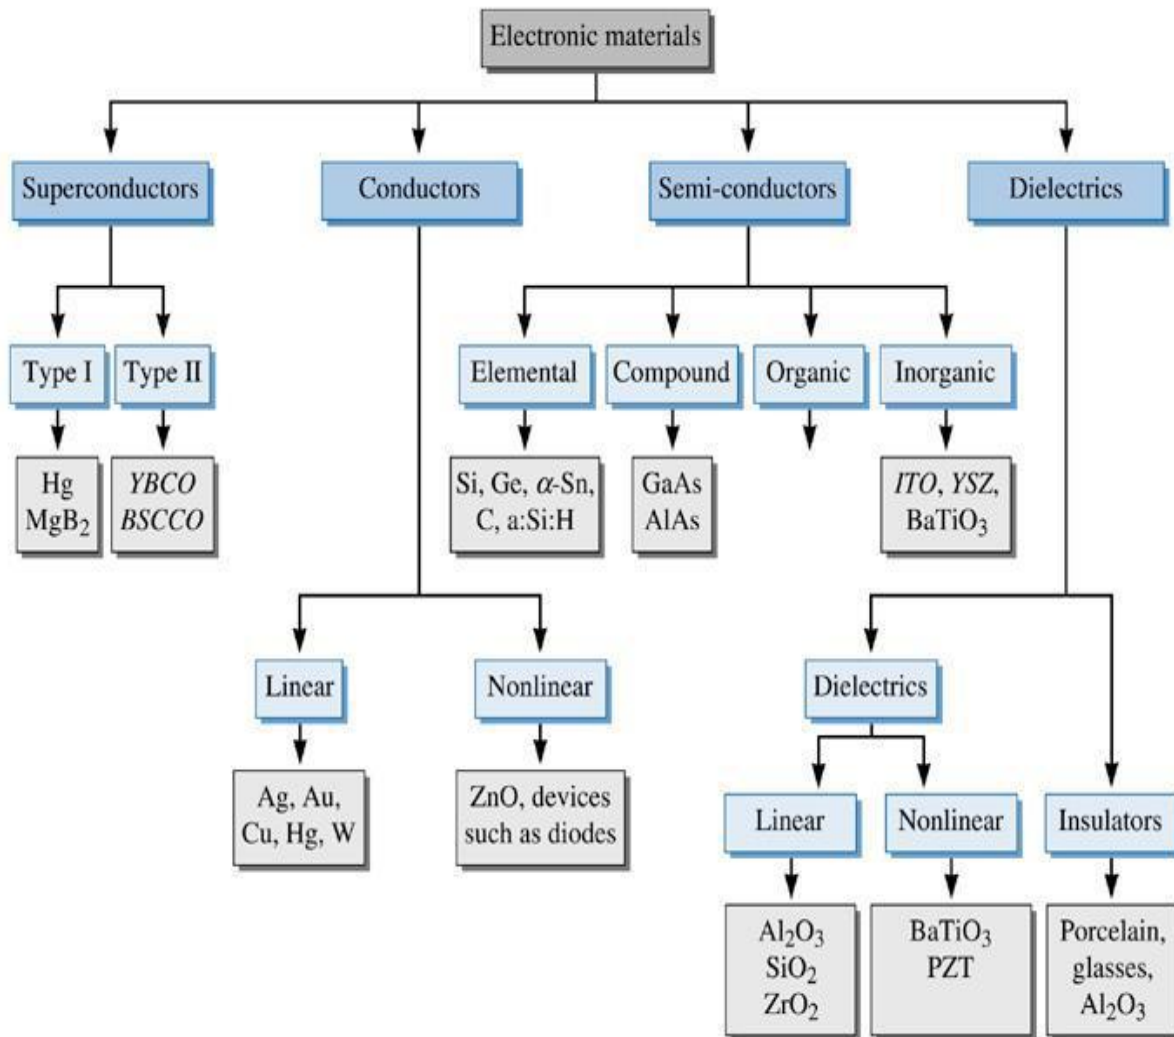 Electronic materials
Superconductors
Conductors
Semi-conductors
Dielectrics
Type I
Type II
Elemental
Compound
Organic
Inorganic
Hg
MgB₂
YBCO
BSCCO
Si, Ge, α-Sn,
C, a:Si:H
GaAs
AlAs
ITO, YSZ,
BaTiO₃
Linear
Nonlinear
Dielectrics
Ag, Au,
Cu, Hg, W
ZnO, devices
such as diodes
Linear
Nonlinear
Insulators
Al₂O₃
SiO₂
ZrO₂
BaTiO₃
PZT
Porcelain,
glasses,
Al₂O₃